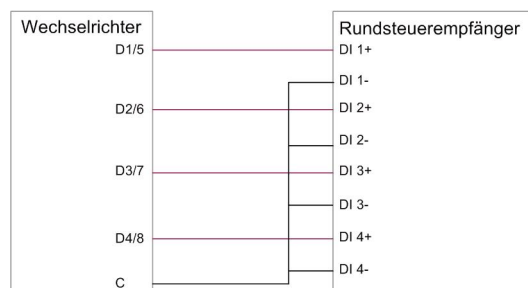 Wechselrichter
D1/5
D2/6
D3/7
D4/8
C
Rundsteuerempfänger
DI 1+
DI 1-
DI 2+
DI 2-
DI 3+
DI 3-
DI 4+
DI 4-